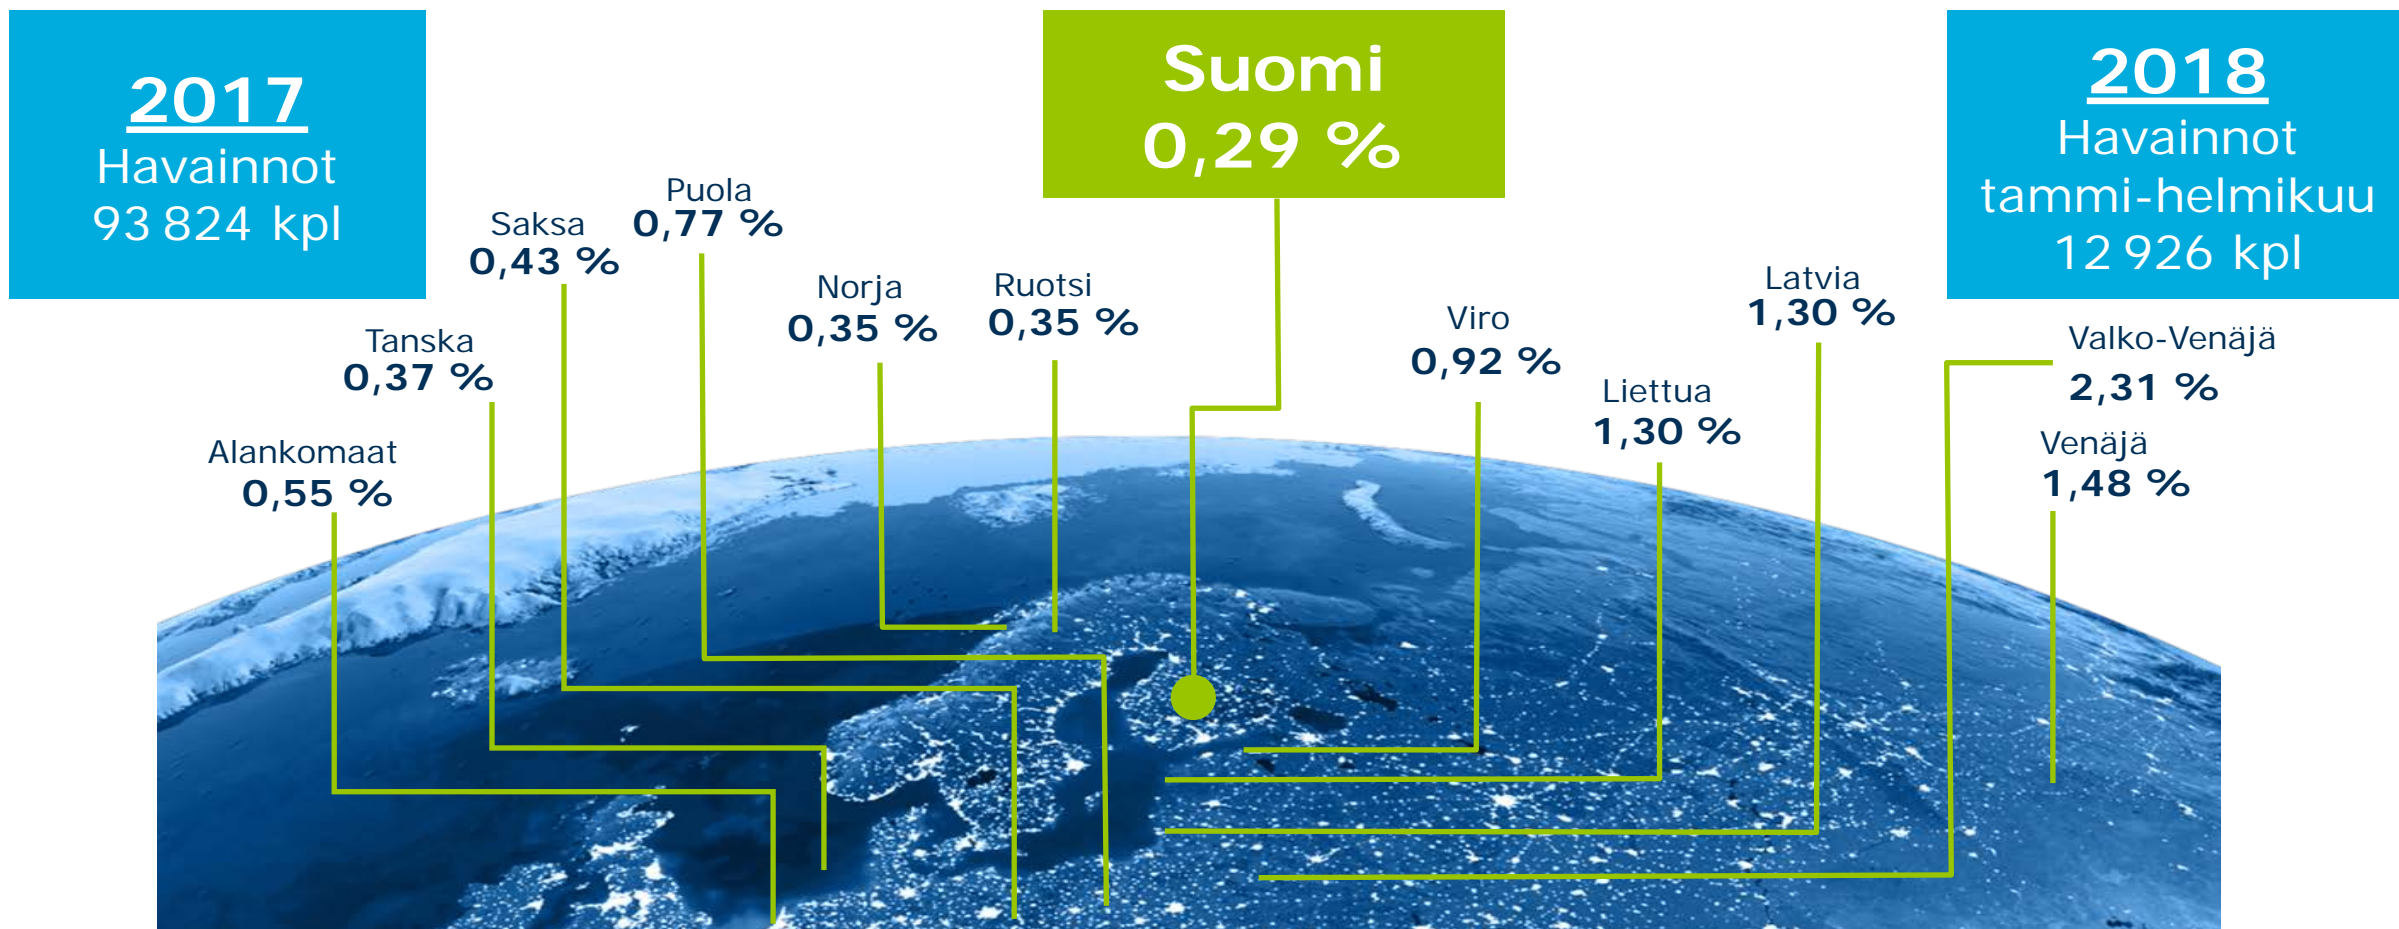 2017
Havainnot
93 824 kpl
Suomi
0,29 %
2018
Havainnot
tammi-helmikuu
12 926 kpl
Alankomaat
0,55 %
Tanska
0,37 %
Saksa
0,43 %
Puola
0,77 %
Norja
0,35 %
Ruotsi
0,35 %
Viro
0,92 %
Liettua
1,30 %
Latvia
1,30 %
Valko-Venäjä
2,31 %
Venäjä
1,48 %